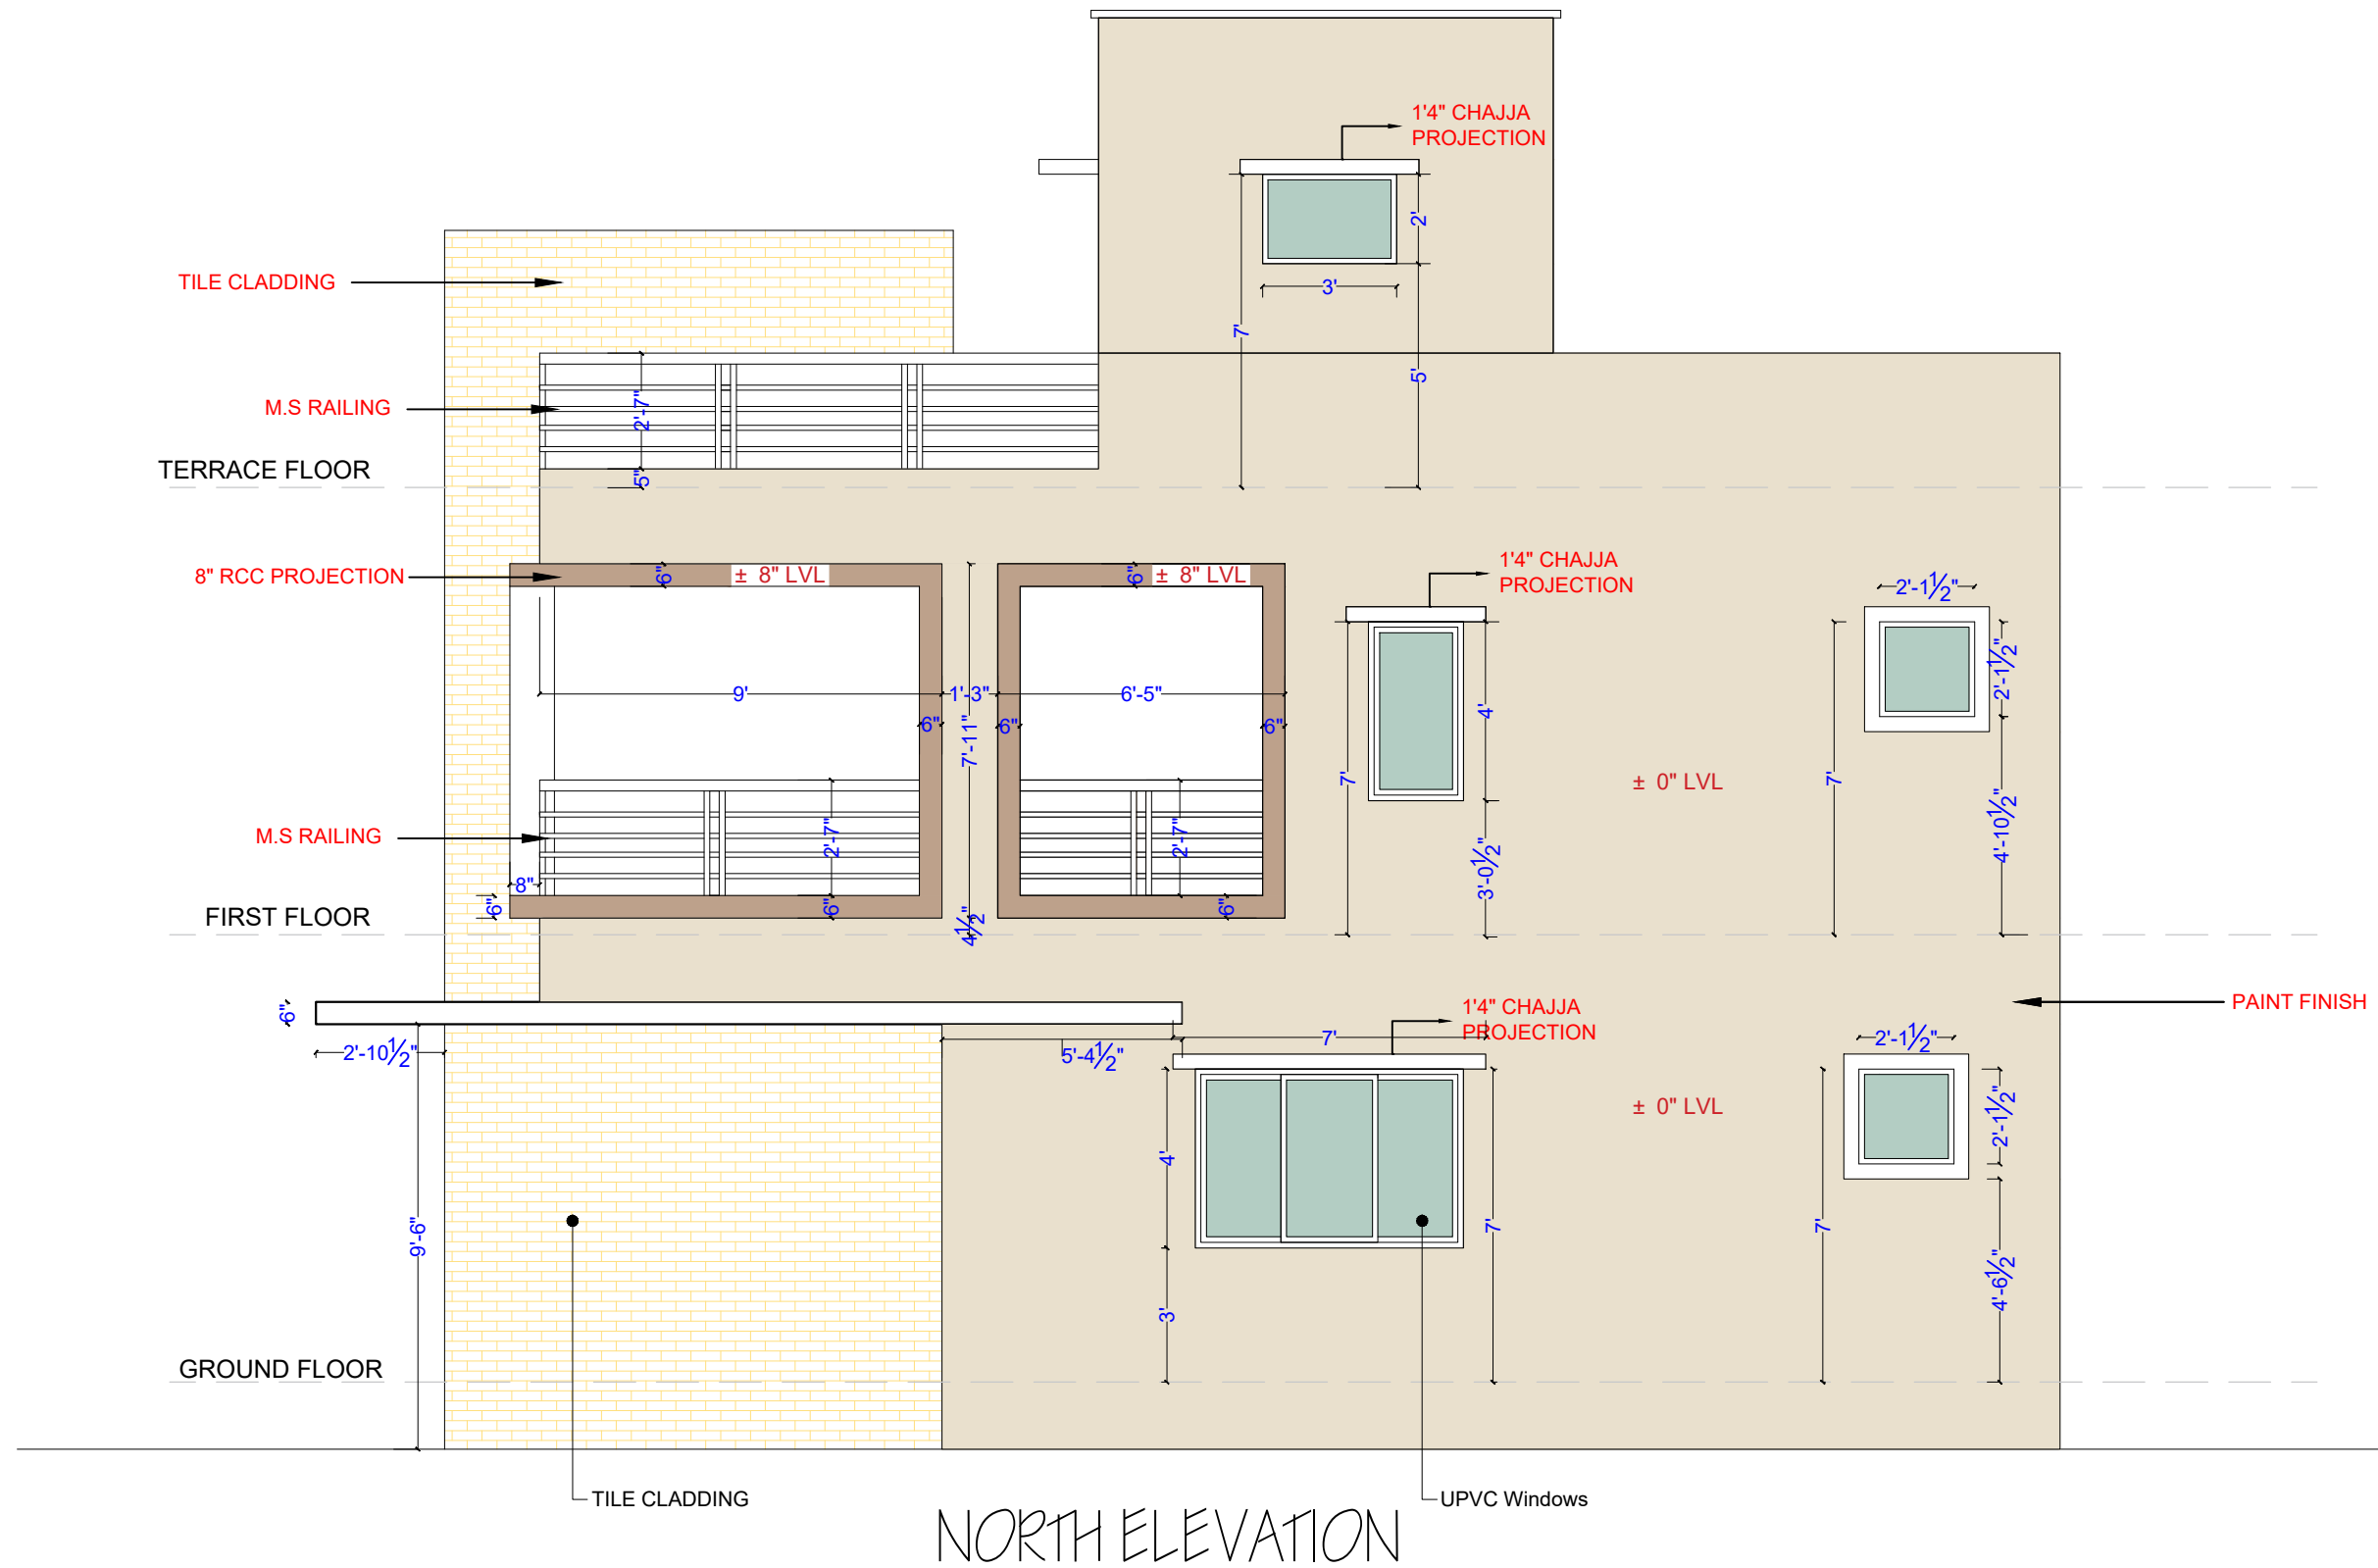 1'4" CHAJJA
PROJECTION
2'
TILE CLADDING
3'
7'
5'
M.S RAILING
2'-7"
TERRACE FLOOR
5"
1'4" CHAJJA
PROJECTION
8" RCC PROJECTION
6"
± 8" LVL
6"
± 8" LVL
2'-1½"
2'-1½"
9'
1'-3"
6'-5"
4'
6"
7'-11"
6"
6"
7'
± 0" LVL
7'
M.S RAILING
2'-7"
2'-7"
4'-10½"
3'-0½"
8"
6"
6"
6"
FIRST FLOOR
4½"
6"
1'4" CHAJJA
PROJECTION
PAINT FINISH
2'-10½"
5'-4½"
7'
2'-1½"
± 0" LVL
2'-1½"
4'
9'-6"
7'
7'
4'-6½"
3'
GROUND FLOOR
TILE CLADDING
UPVC Windows
NORTH ELEVATION